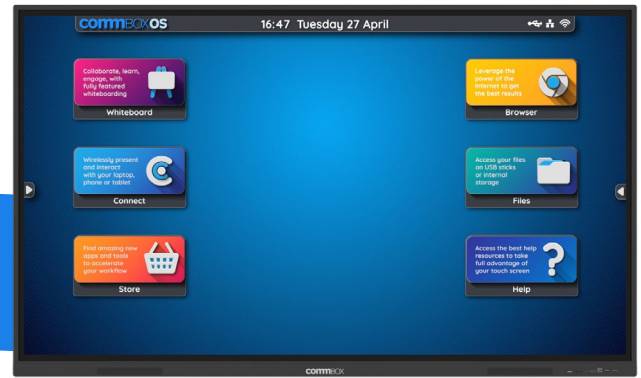 commBOX OS
16:47 Tuesday 27 April
Collaborate, learn,
engage, with
fully featured
whiteboarding
Whiteboard
Leverage the
power of the
Internet to get
the best results
Browser
Wirelessly present
and interact
with your laptop,
phone or tablet
Connect
Access your files
on USB sticks
or internal
storage
Files
Find amazing new
apps and tools
to accelerate
your workflow
Store
Access the best help
resources to take
full advantage of
your touch screen
Help
commBOX